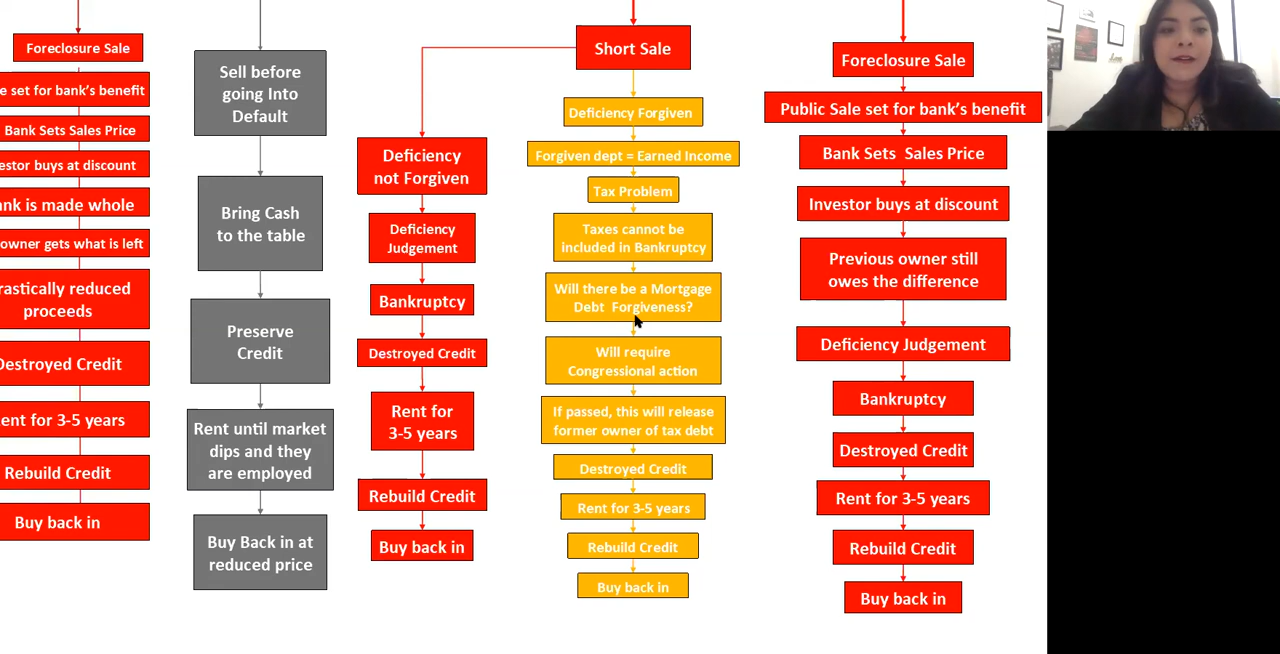 Foreclosure Sale
e set for bank's benefit
Bank Sets Sales Price
estor buys at discount
ank is made whole
owner gets what is left
rastically reduced
proceeds
Destroyed Credit
ent for 3-5 years
Rebuild Credit
Buy back in
Sell before
going Into
Default
Bring Cash
to the table
Preserve
Credit
Rent until market
dips and they
are employed
Buy Back in at
reduced price
Deficiency
not Forgiven
Deficiency
Judgement
Bankruptcy
Destroyed Credit
Rent for
3-5 years
Rebuild Credit
Buy back in
Short Sale
Deficiency Forgiven
Forgiven dept = Earned Income
Tax Problem
Taxes cannot be
included in Bankruptcy
Will there be a Mortgage
Debt Forgiveness?
Will require
Congressional action
If passed, this will release
former owner of tax debt
Destroyed Credit
Rent for 3-5 years
Rebuild Credit
Buy back in
Foreclosure Sale
Public Sale set for bank's benefit
Bank Sets Sales Price
Investor buys at discount
Previous owner still
owes the difference
Deficiency Judgement
Bankruptcy
Destroyed Credit
Rent for 3-5 years
Rebuild Credit
Buy back in